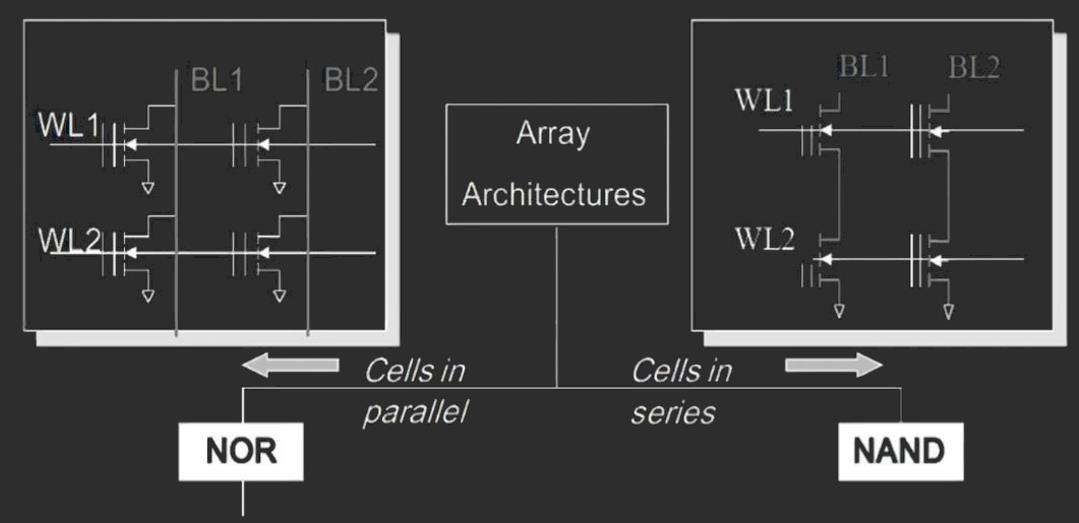 BL1 BL2
WL1
WL2
Array
Architectures
BL1 BL2
WL1
WL2
Cells in
parallel
Cells in
series
NOR
NAND